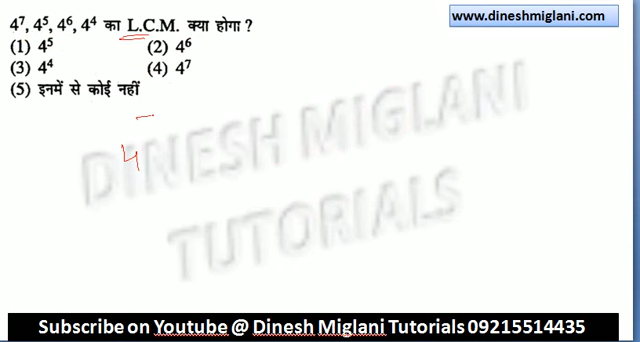 www.dineshmiglani.com
4⁷, 4⁵, 4⁶, 4⁴ का L.C.M. क्या होगा ?
(1) 4⁵ (2) 4⁶
(3) 4⁴ (4) 4⁷
(5) इनमें से कोई नहीं
4
DINESH MIGLANI
TUTORIALS
Subscribe on Youtube @ Dinesh Miglani Tutorials 09215514435